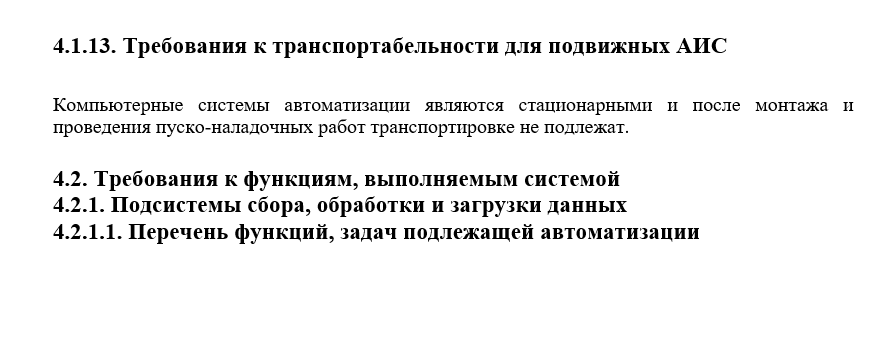 4.1.13. Требования к транспортабельности для подвижных АИС
Компьютерные системы автоматизации являются стационарными и после монтажа и
проведения пуско-наладочных работ транспортировке не подлежат.
4.2. Требования к функциям, выполняемым системой
4.2.1. Подсистемы сбора, обработки и загрузки данных
4.2.1.1. Перечень функций, задач подлежащей автоматизации